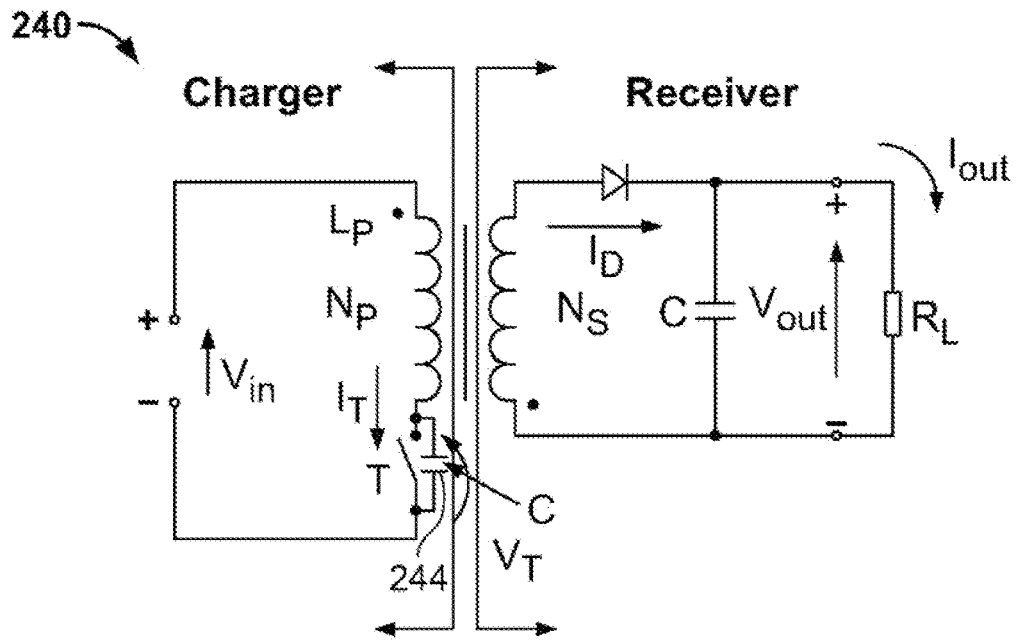 240
Charger
Receiver
I_out
L_P
N_P
I_D
N_S
C
V_out
R_L
+
−
V_in
+
−
I_T
T
C
244
V_T